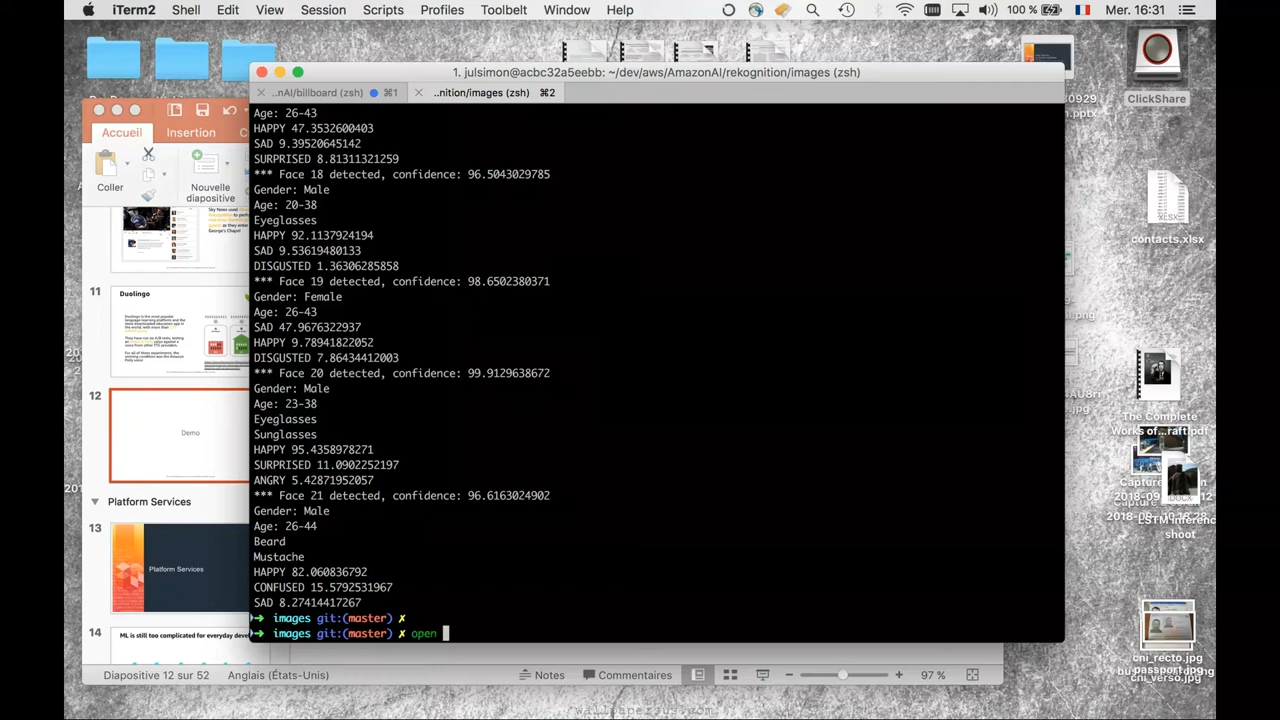 iTerm2 Shell Edit View Session Scripts Profiles Toolbelt Window Help 100 % Mer. 16:31
1. juisimon@acbc32a5eebb: ~/dev/aws/AmazonAI/rekognition/images (zsh)
..nAI/billboard (zsh) ⌘1 ..nition/images (zsh) ⌘2
Age: 26-43
HAPPY 47.3532600403
SAD 9.39520645142
SURPRISED 8.81311321259
*** Face 18 detected, confidence: 96.5043029785
Gender: Male
Age: 20-38
Eyeglasses
HAPPY 92.1137924194
SAD 9.53619480133
DISGUSTED 1.36306285858
*** Face 19 detected, confidence: 98.6502380371
Gender: Female
Age: 26-43
HAPPY 9.76589202052
DISGUSTED 7.86434412003
*** Face 20 detected, confidence: 99.9129638672
Gender: Male
Age: 23-38
Eyeglasses
Sunglasses
HAPPY 95.4358978271
SURPRISED 11.0902252197
ANGRY 5.42871952057
*** Face 21 detected, confidence: 96.6163024902
Gender: Male
Age: 26-44
Beard
Mustache
HAPPY 82.060836792
CONFUSED 15.5792531967
SAD 8.27414417267
➜ images git:(master) ✗
➜ images git:(master) ✗ open
Accueil Insertion
Coller
Nouvelle
diapositive
11
Duolingo
12
Demo
Platform Services
13
Platform Services
14
ML is still too complicated for everyday
Diapositive 12 sur 52 Anglais (États-Unis) Notes Commentaires 97 %
ClickShare
contacts.xlsx
XLSX
The Complete
Works of...raft.pdf
DOCX
LSTM inference
shoot
cni_recto.jpg
passport.jpg
cni_verso.jpg